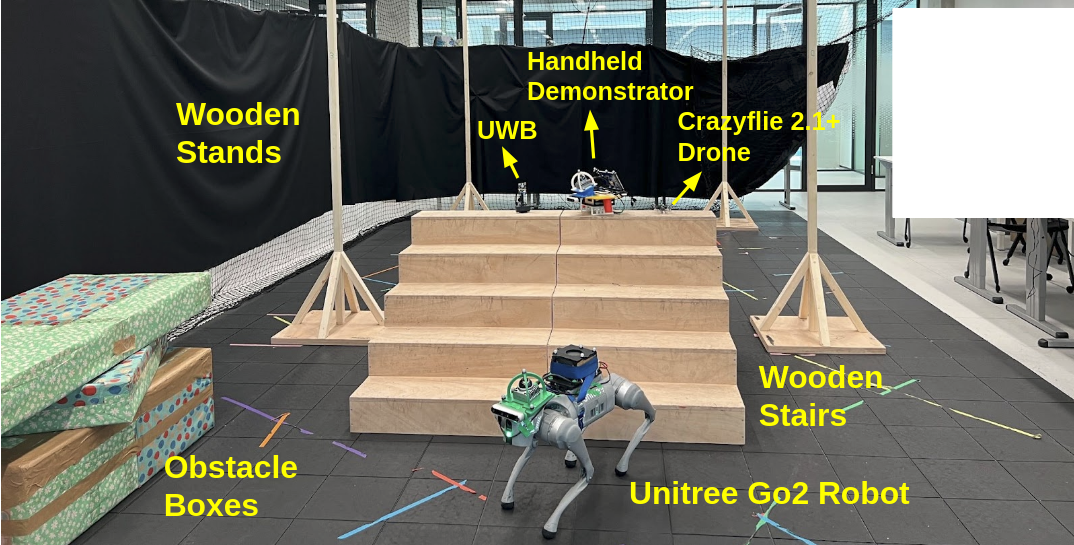 Handheld
Demonstrator
Wooden
Stands
UWB
Crazyflie 2.1+
Drone
Wooden
Stairs
Obstacle
Boxes
Unitree Go2 Robot